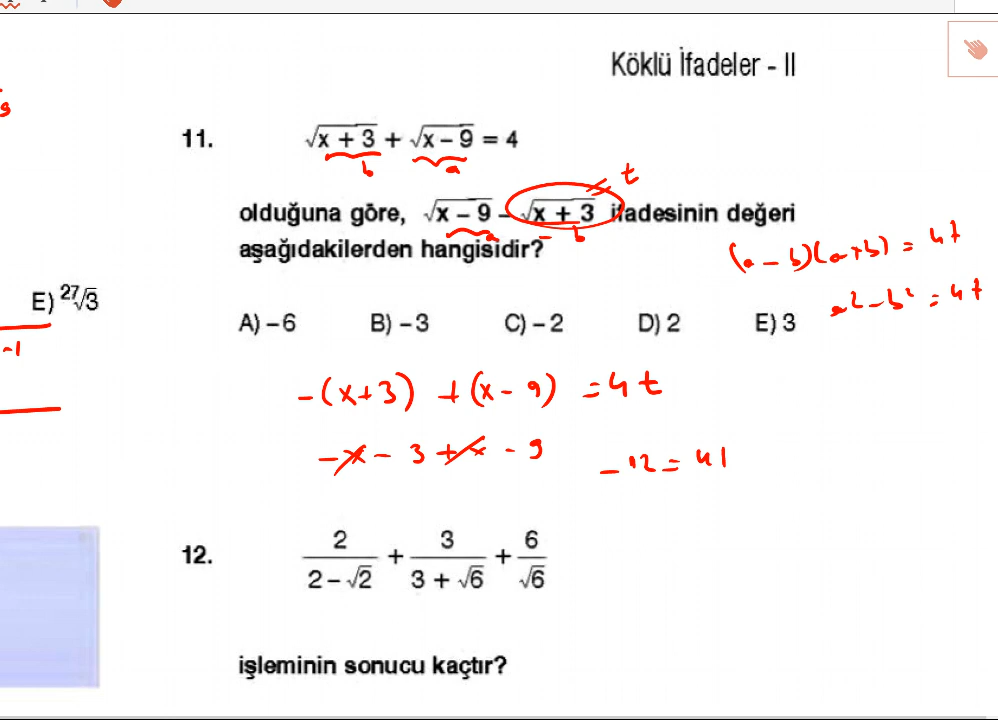 Köklü İfadeler - II
11. √x + 3 + √x − 9 = 4
b a
= t
olduğuna göre, √x − 9 − √x + 3 ifadesinin değeri
a − b
aşağıdakilerden hangisidir?
(a − b)(a+b) = 4t
a² − b² = 4t
E) ²⁷√3
A) −6 B) −3 C) −2 D) 2 E) 3
-1
-(x+3) +(x-9) = 4t
-x - 3 + x - 9 -12 = 4t
12. 2/(2 − √2) + 3/(3 + √6) + 6/√6
işleminin sonucu kaçtır?